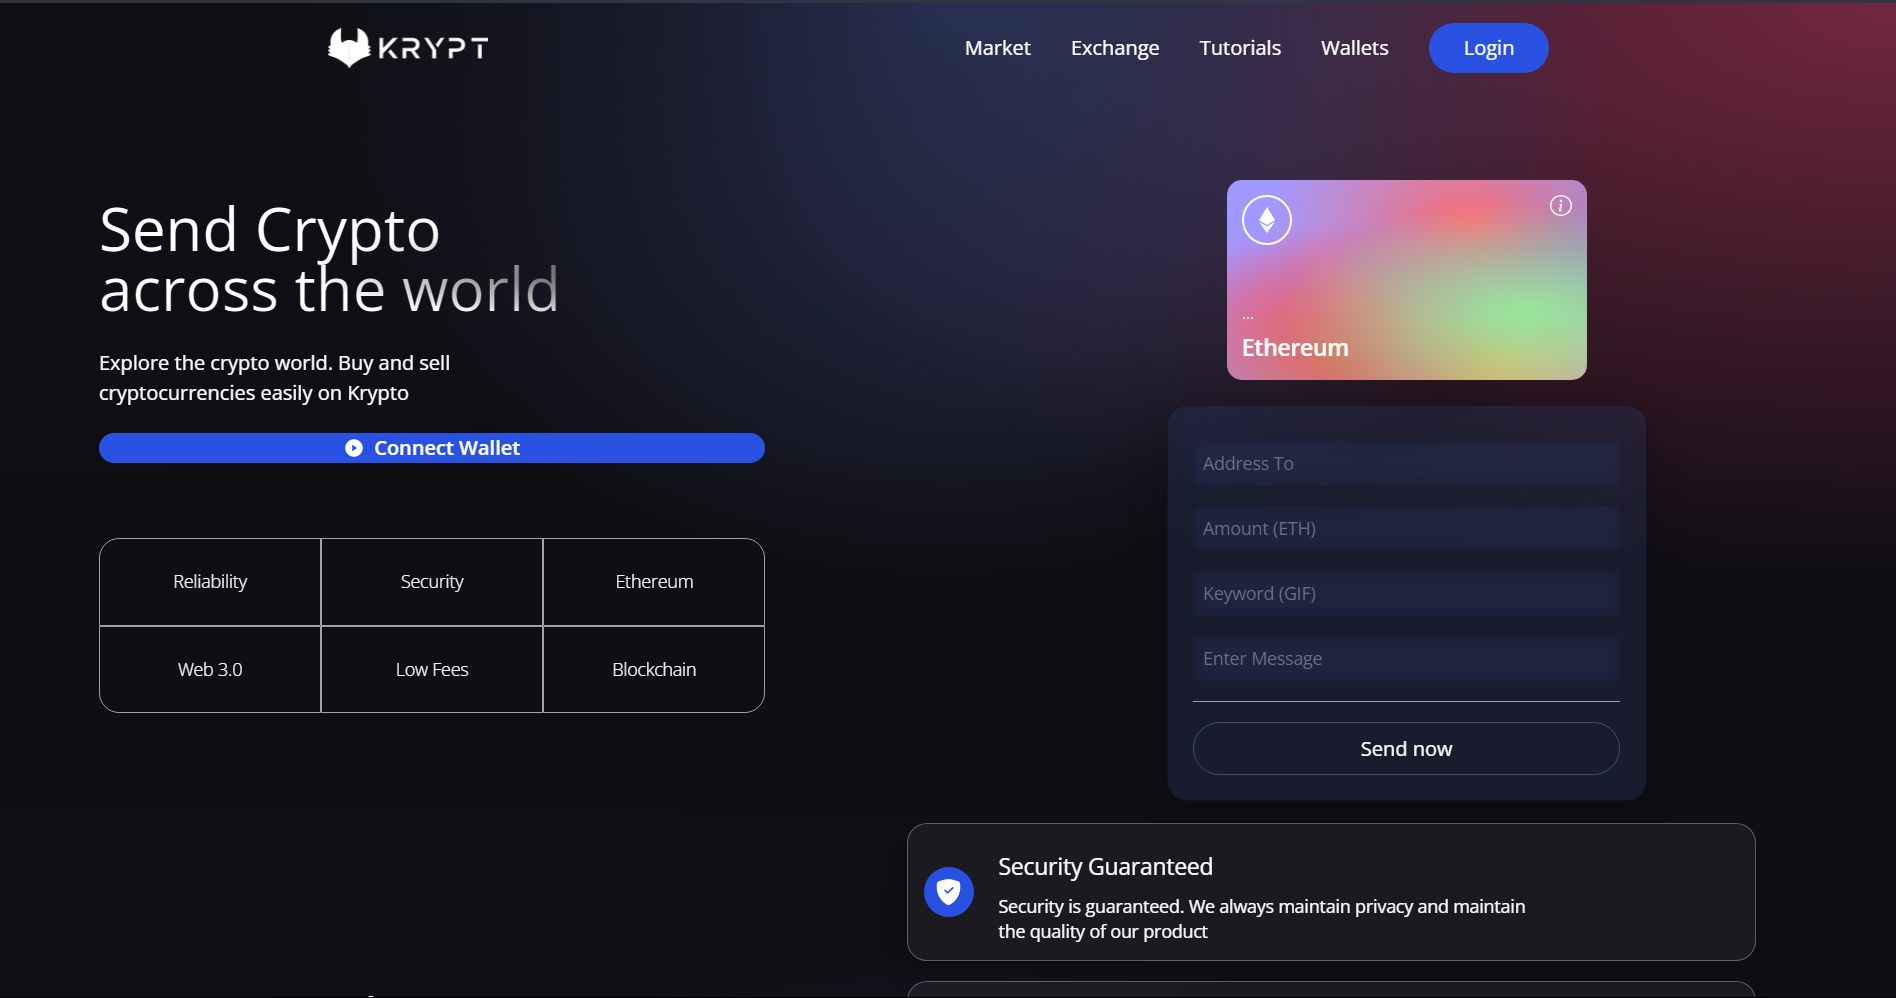 KRYPT
Market
Exchange
Tutorials
Wallets
Login
Send Crypto
across the world
Explore the crypto world. Buy and sell
cryptocurrencies easily on Krypto
Connect Wallet
Reliability
Security
Ethereum
Web 3.0
Low Fees
Blockchain
...
Ethereum
Address To
Amount (ETH)
Keyword (GIF)
Enter Message
Send now
Security Guaranteed
Security is guaranteed. We always maintain privacy and maintain
the quality of our product